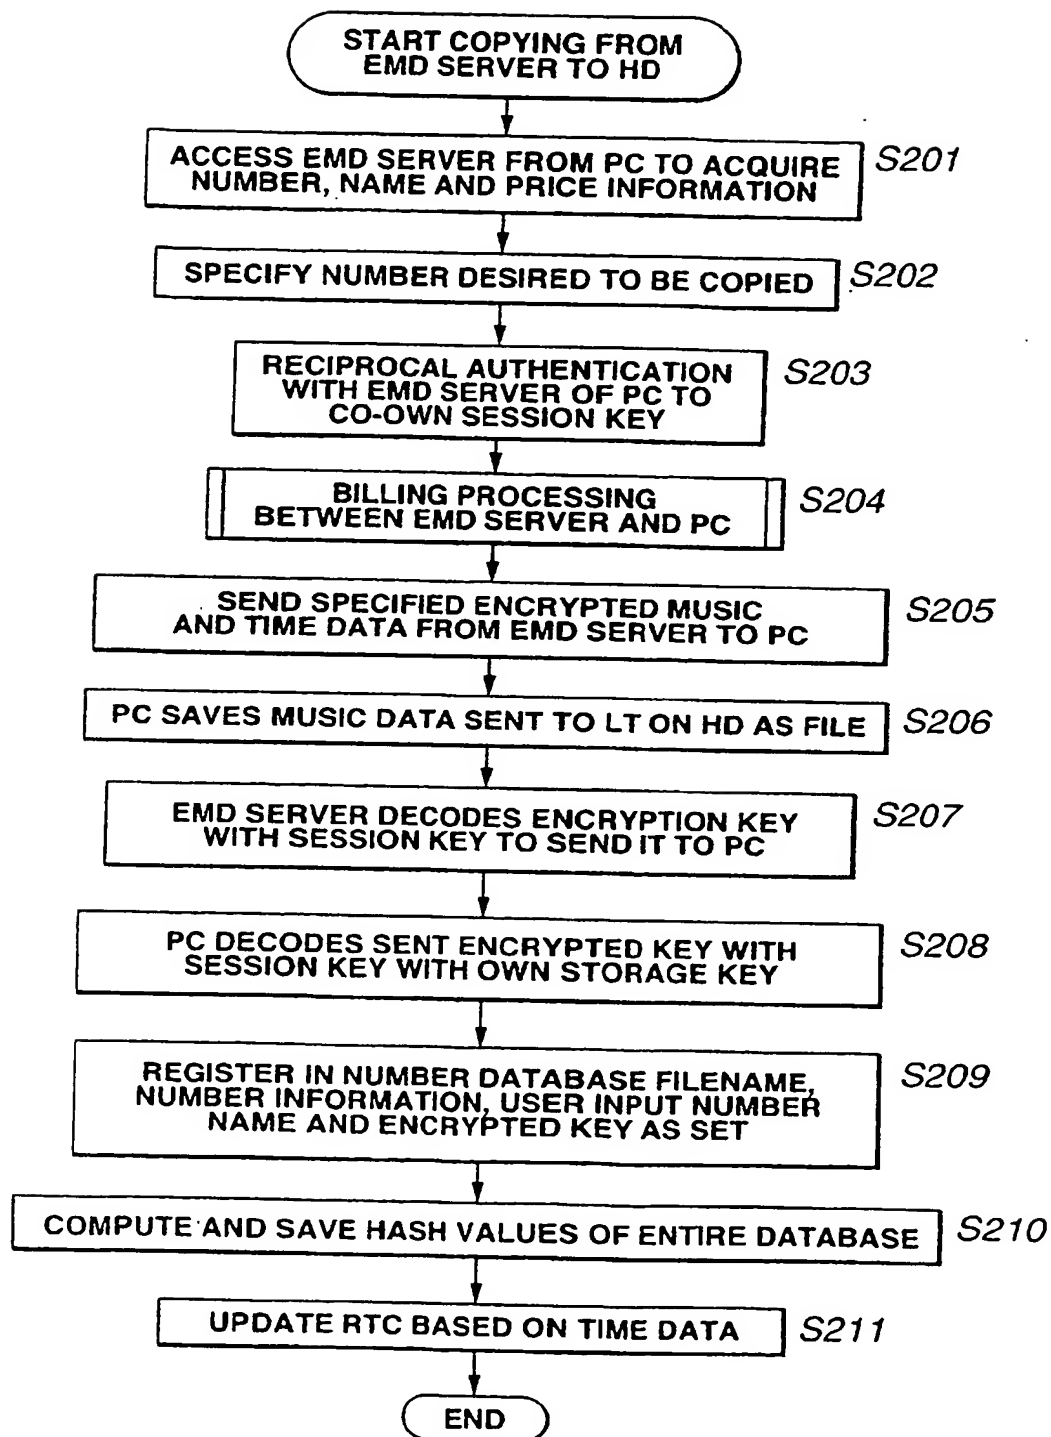 START COPYING FROM
EMD SERVER TO HD
ACCESS EMD SERVER FROM PC TO ACQUIRE
NUMBER, NAME AND PRICE INFORMATION
S201
SPECIFY NUMBER DESIRED TO BE COPIED
S202
RECIPROCAL AUTHENTICATION
WITH EMD SERVER OF PC TO
CO-OWN SESSION KEY
S203
BILLING PROCESSING
BETWEEN EMD SERVER AND PC
S204
SEND SPECIFIED ENCRYPTED MUSIC
AND TIME DATA FROM EMD SERVER TO PC
S205
PC SAVES MUSIC DATA SENT TO LT ON HD AS FILE
S206
EMD SERVER DECODES ENCRYPTION KEY
WITH SESSION KEY TO SEND IT TO PC
S207
PC DECODES SENT ENCRYPTED KEY WITH
SESSION KEY WITH OWN STORAGE KEY
S208
REGISTER IN NUMBER DATABASE FILENAME,
NUMBER INFORMATION, USER INPUT NUMBER
NAME AND ENCRYPTED KEY AS SET
S209
COMPUTE AND SAVE HASH VALUES OF ENTIRE DATABASE
S210
UPDATE RTC BASED ON TIME DATA
S211
END